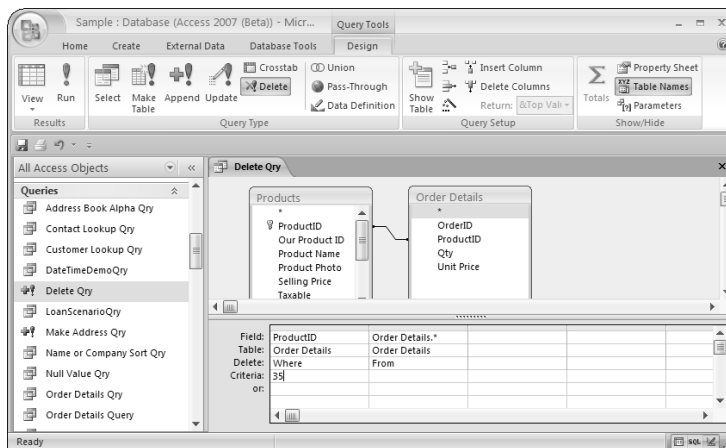 Sample : Database (Access 2007 (Beta)) - Micr...
Query Tools
Home Create External Data Database Tools Design
View
Run
Results
Select
Make Table
Append
Update
Crosstab
Delete
Union
Pass-Through
Data Definition
Query Type
Show Table
Insert Column
Delete Columns
Return: &Top Val
Query Setup
Totals
Property Sheet
XYZ Table Names
Parameters
Show/Hide
All Access Objects
Queries
Address Book Alpha Qry
Contact Lookup Qry
Customer Lookup Qry
DateTimeDemoQry
Delete Qry
LoanScenarioQry
Make Address Qry
Name or Company Sort Qry
Null Value Qry
Order Details Qry
Order Details Query
Delete Qry
Products
*
ProductID
Our Product ID
Product Name
Product Photo
Selling Price
Taxable
Order Details
*
OrderID
ProductID
Qty
Unit Price
Field: ProductID Order Details.*
Table: Order Details Order Details
Delete: Where From
Criteria: 35
or:
Ready
SQL